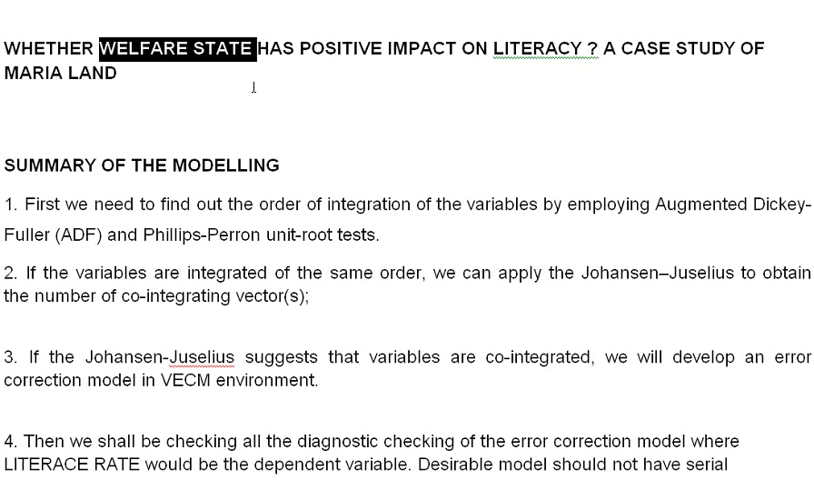 WHETHER WELFARE STATE HAS POSITIVE IMPACT ON LITERACY ? A CASE STUDY OF
MARIA LAND
SUMMARY OF THE MODELLING
1. First we need to find out the order of integration of the variables by employing Augmented Dickey-
Fuller (ADF) and Phillips-Perron unit-root tests.
2. If the variables are integrated of the same order, we can apply the Johansen–Juselius to obtain
the number of co-integrating vector(s);
3. If the Johansen-Juselius suggests that variables are co-integrated, we will develop an error
correction model in VECM environment.
4. Then we shall be checking all the diagnostic checking of the error correction model where
LITERACE RATE would be the dependent variable. Desirable model should not have serial